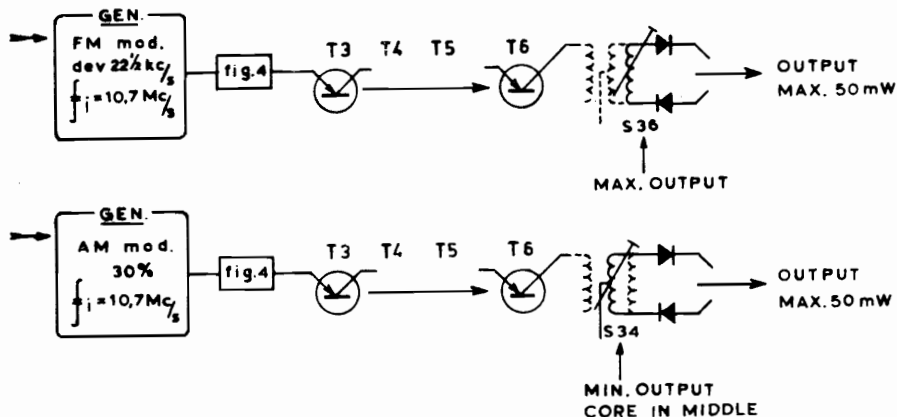 GEN.
FM mod.
dev 22½ kc/s
ƒi = 10,7 Mc/s
fig.4
T3 T4 T5 T6
S36
MAX. OUTPUT
OUTPUT
MAX. 50 mW
GEN.
AM mod.
30%
ƒi = 10,7 Mc/s
fig.4
T3 T4 T5 T6
S34
MIN. OUTPUT
CORE IN MIDDLE
OUTPUT
MAX. 50 mW